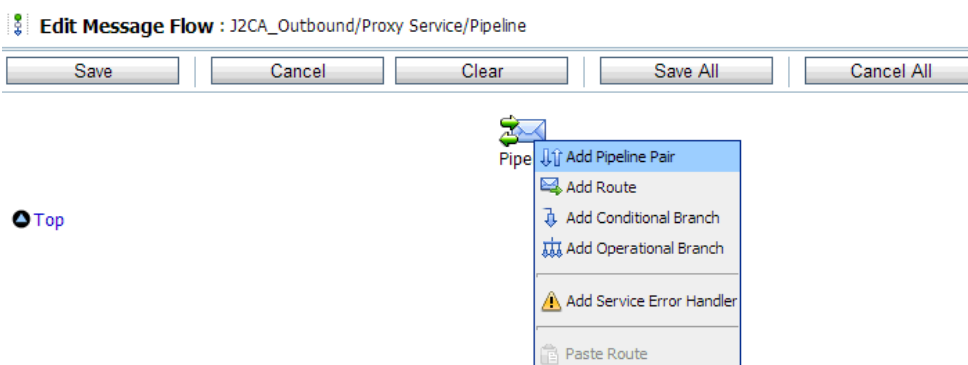 Edit Message Flow : J2CA_Outbound/Proxy Service/Pipeline
Save Cancel Clear Save All Cancel All
Pipe
Add Pipeline Pair
Add Route
Add Conditional Branch
Add Operational Branch
Add Service Error Handler
Paste Route
Top